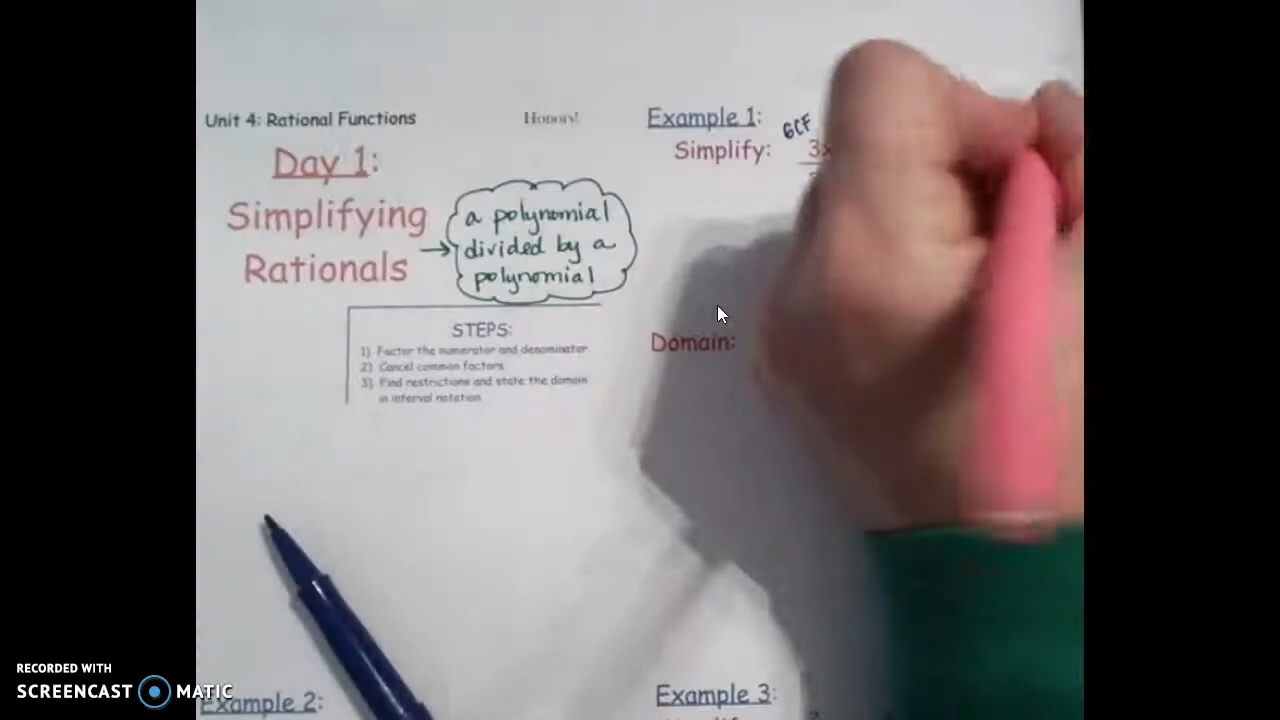 Unit 4: Rational Functions
Honors!
Day 1:
Simplifying
Rationals
→ a polynomial
divided by a
polynomial
STEPS:
1) Factor the numerator and denominator
2) Cancel common factors
3) Find restrictions and state the domain
in interval notation
Example 1:
GCF
Simplify: 3x
Domain:
Example 2:
Example 3:
RECORDED WITH
SCREENCAST MATIC